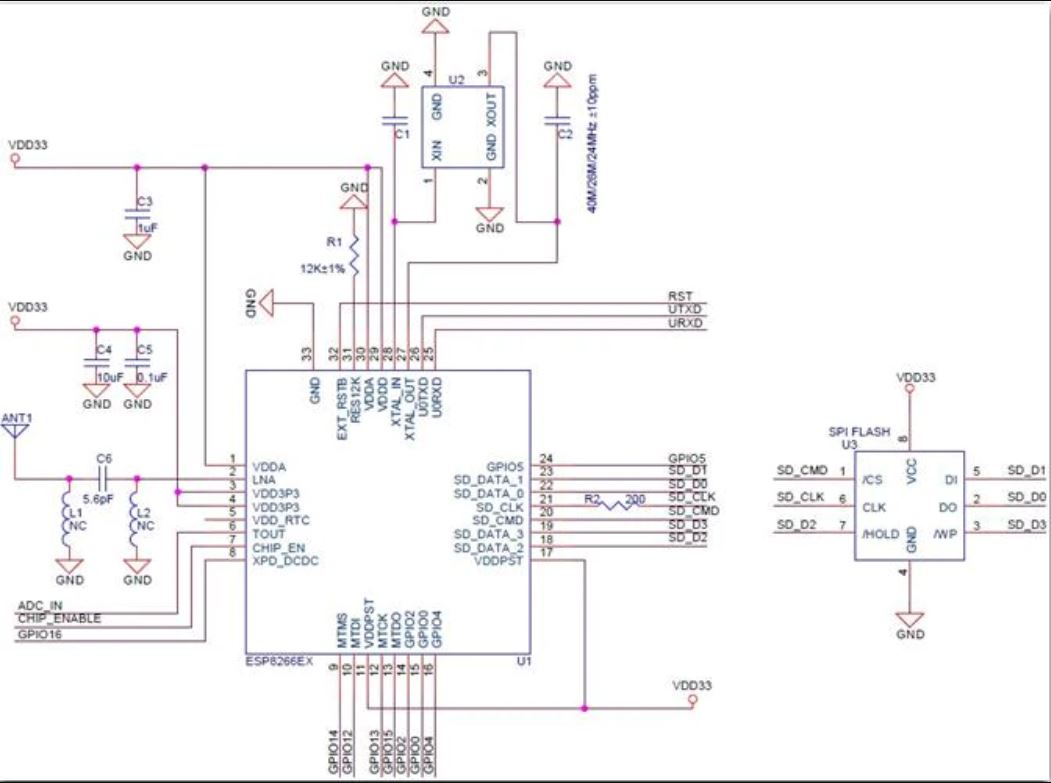 GND
4
3
U2
GND
XOUT
XIN
GND
1
2
GND
GND
C1
GND
C2
40M/26M/24MHz ±10ppm
VDD33
C3
1uF
GND
GND
R1
12K±1%
GND
RST
UTXD
URXD
VDD33
C4
10uF
GND
C5
0.1uF
GND
ANT1
C6
5.6pF
L1
NC
GND
L2
NC
GND
ADC_IN
CHIP_ENABLE
GPIO16
33
32
31
30
29
28
27
26
25
GND
EXT_RSTB
RES12K
VDDA
VDDD
XTAL_IN
XTAL_OUT
U0TXD
U0RXD
1 VDDA
2 LNA
3 VDD3P3
4 VDD3P3
5 VDD_RTC
6 TOUT
7 CHIP_EN
8 XPD_DCDC
GPIO5 24 GPIO5
SD_DATA_1 23 SD_D1
SD_DATA_0 22 SD_D0
SD_CLK 21 R2 200 SD_CLK
SD_CMD 20 SD_CMD
SD_DATA_3 19 SD_D3
SD_DATA_2 18 SD_D2
VDDPST 17
MTMS
MTDI
VDDPST
MTCK
MTDO
GPIO2
GPIO0
GPIO4
ESP8266EX
U1
9
10
11
12
13
14
15
16
GPIO14
GPIO12
GPIO13
GPIO15
GPIO2
GPIO0
GPIO4
VDD33
VDD33
SPI FLASH
U3
8
VCC
SD_CMD 1 /CS
SD_CLK 6 CLK
SD_D2 7 /HOLD
DI 5 SD_D1
DO 2 SD_D0
/WP 3 SD_D3
GND
4
GND